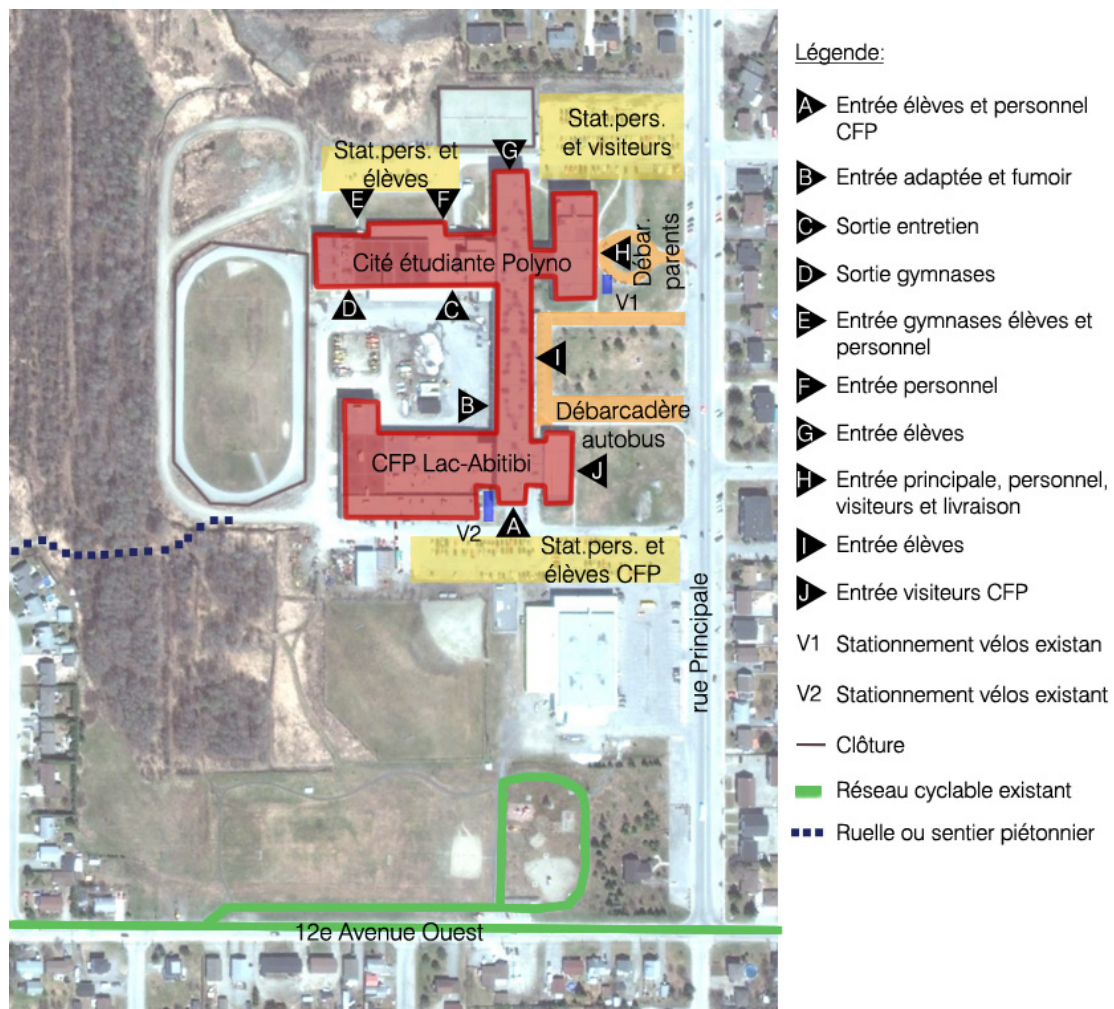 Stat.pers.
et visiteurs
Stat.pers. et
élèves
G
E
F
Cité étudiante Polyno
H
Débar.
parents
D
C
V1
I
B
Débarcadère
autobus
CFP Lac-Abitibi
J
V2
A
Stat.pers. et
élèves CFP
rue Principale
12e Avenue Ouest
Légende:
A Entrée élèves et personnel
CFP
B Entrée adaptée et fumoir
C Sortie entretien
D Sortie gymnases
E Entrée gymnases élèves et
personnel
F Entrée personnel
G Entrée élèves
H Entrée principale, personnel,
visiteurs et livraison
I Entrée élèves
J Entrée visiteurs CFP
V1 Stationnement vélos existan
V2 Stationnement vélos existant
Clôture
Réseau cyclable existant
Ruelle ou sentier piétonnier